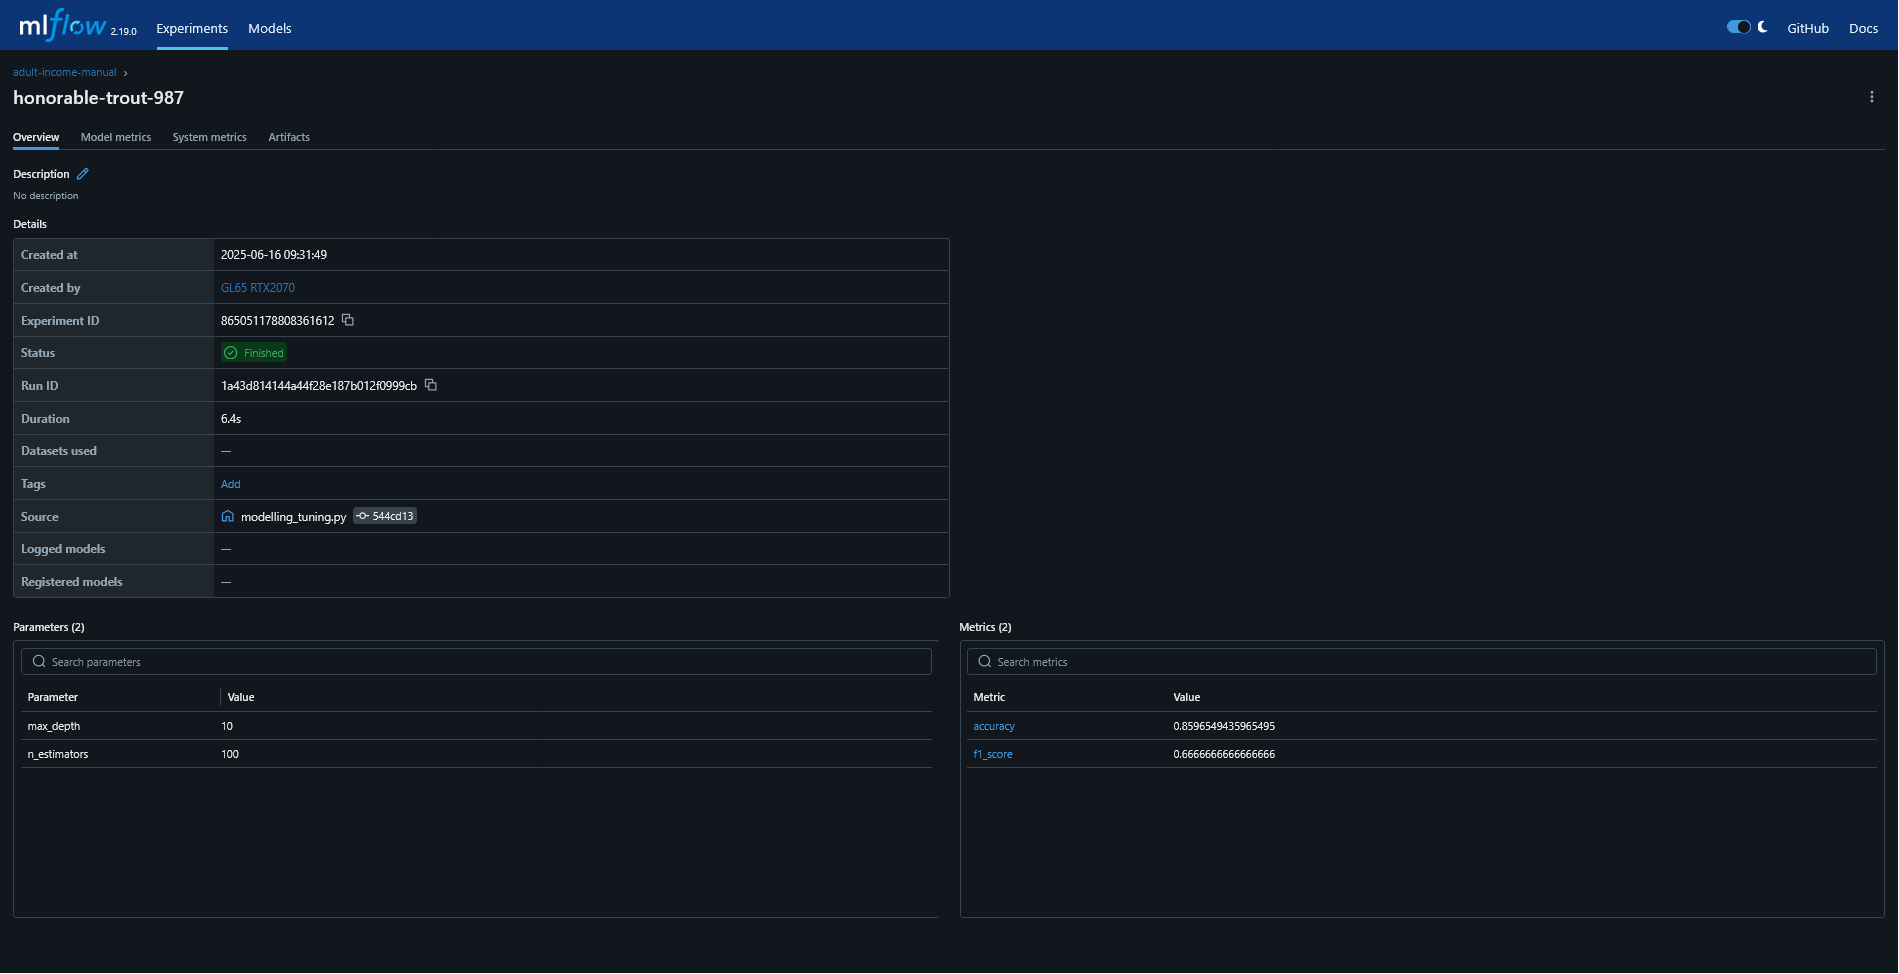 mlflow 2.19.0 Experiments Models GitHub Docs
adult-income-manual
honorable-trout-987
Overview Model metrics System metrics Artifacts
Description
No description
Details
Created at 2025-06-16 09:31:49
Created by GL65 RTX2070
Experiment ID 865051178808361612
Status Finished
Run ID 1a43d814144a44f28e187b012f0999cb
Duration 6.4s
Datasets used —
Tags Add
Source modelling_tuning.py 544cd13
Logged models —
Registered models —
Parameters (2)
Search parameters
Parameter Value
max_depth 10
n_estimators 100
Metrics (2)
Search metrics
Metric Value
accuracy 0.8596549435965495
f1_score 0.6666666666666666